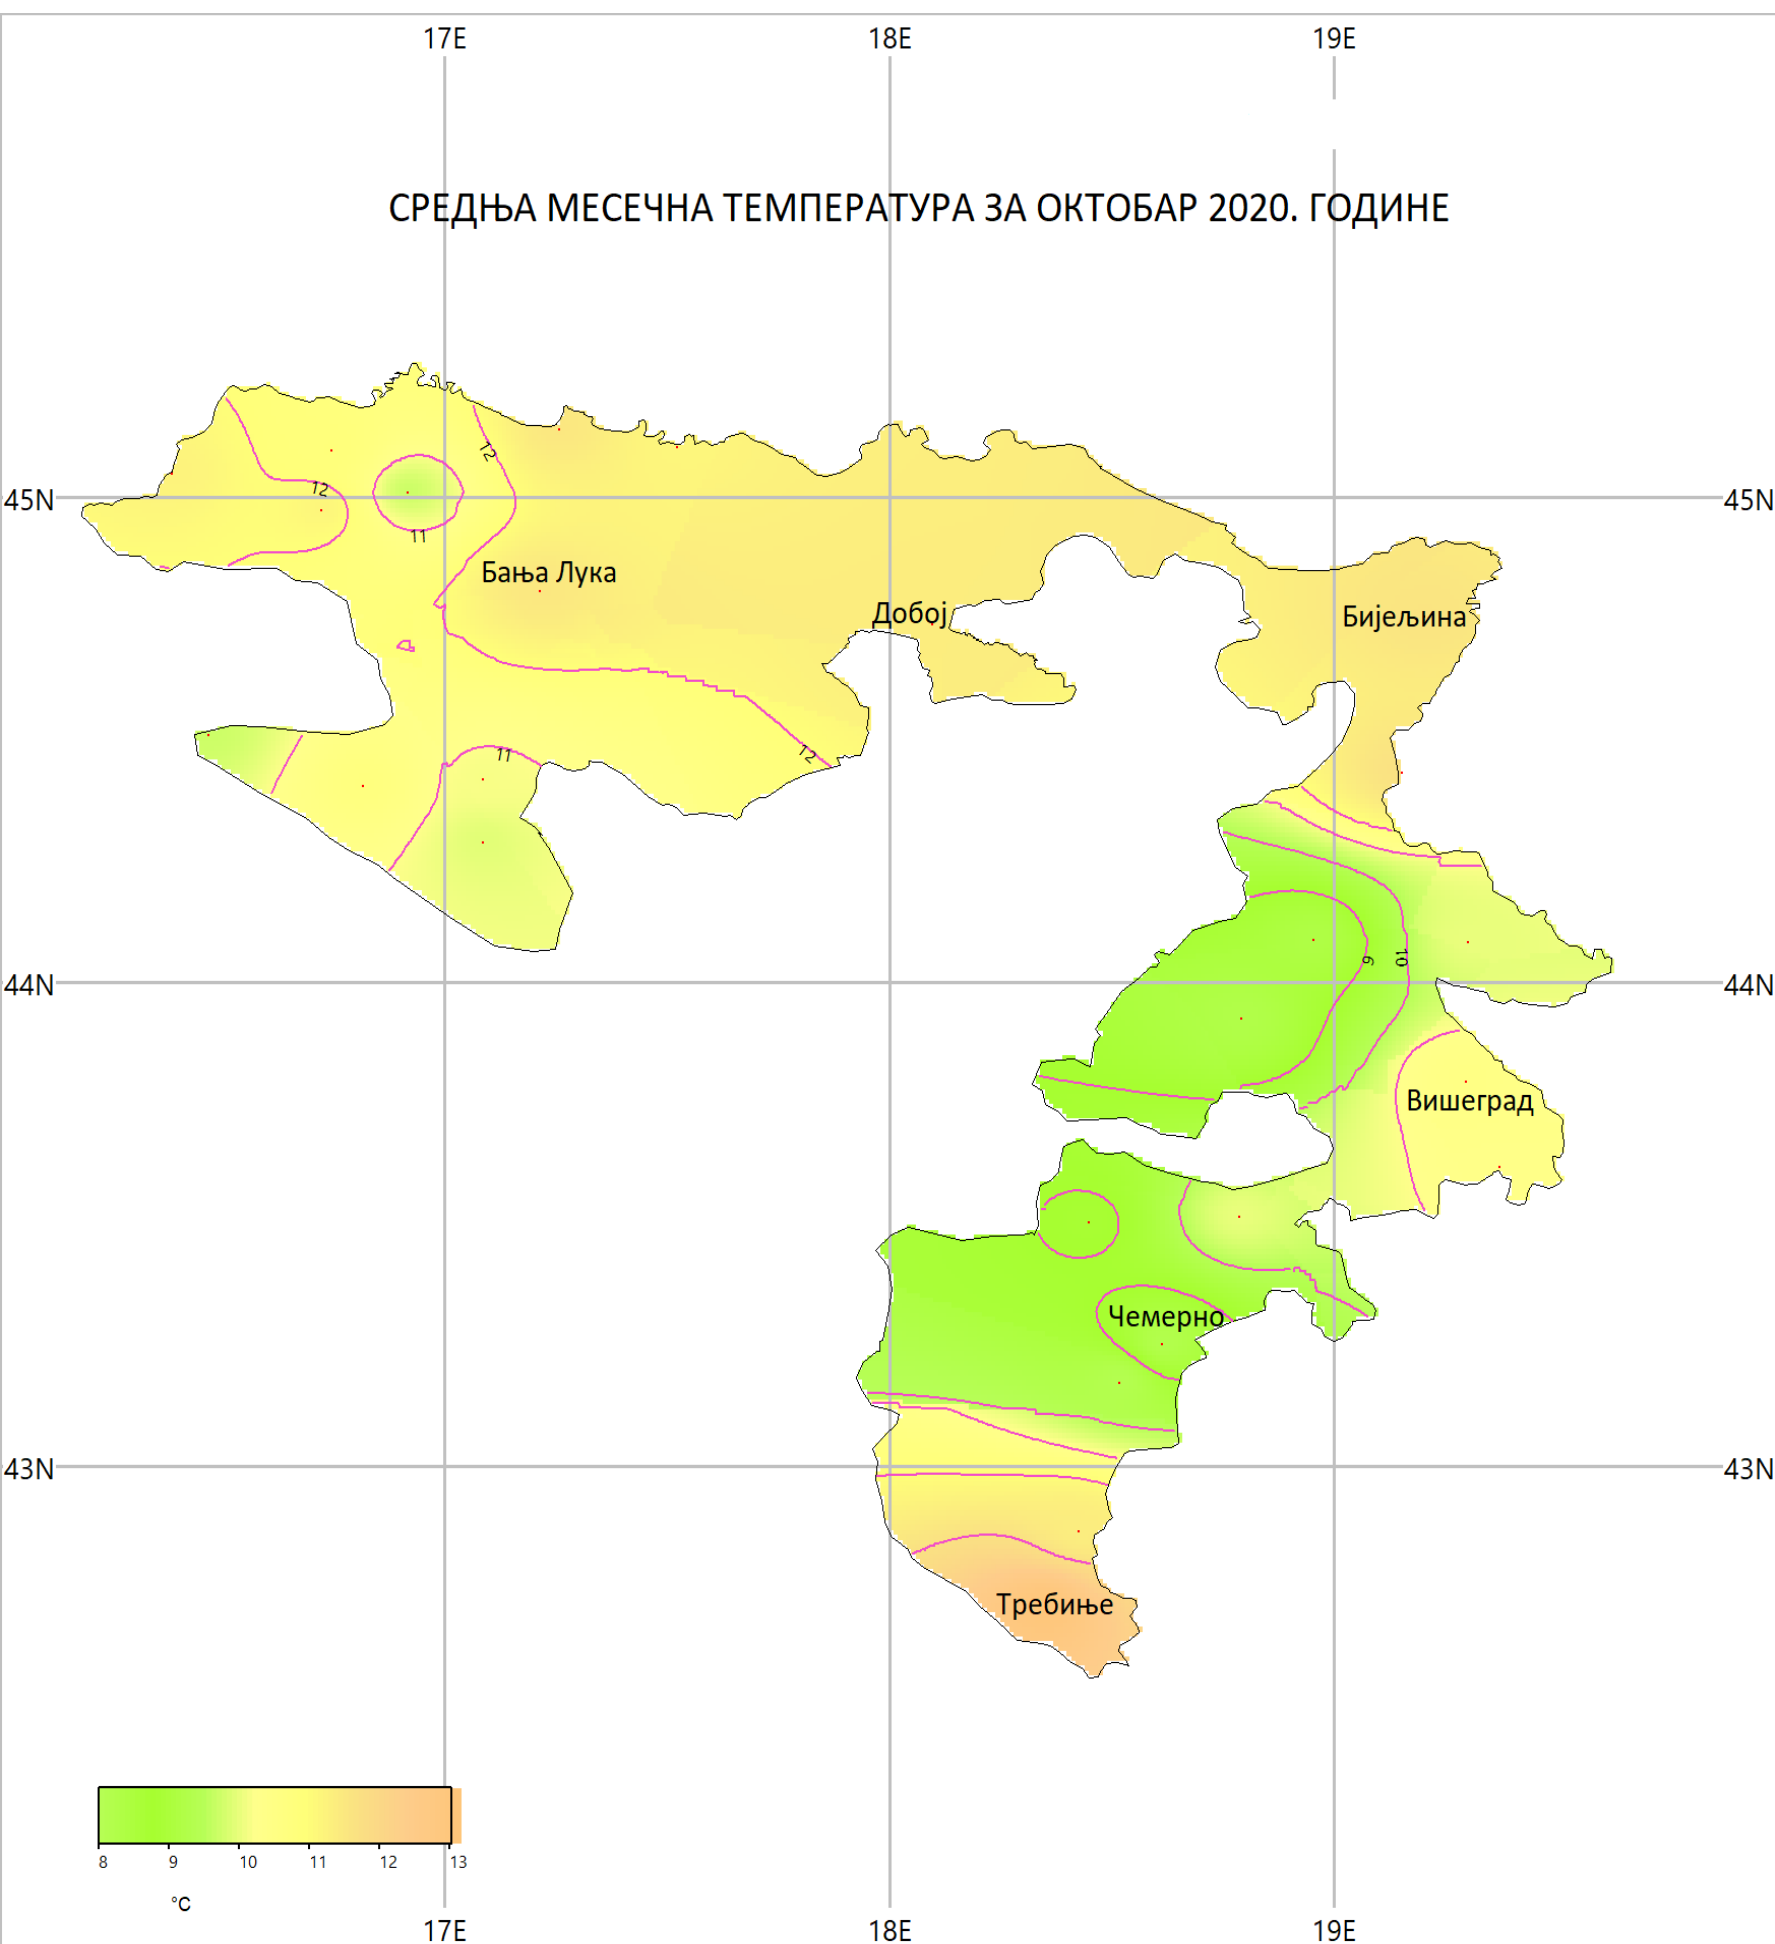 17E 18E 19E
СРЕДЊА МЕСЕЧНА ТЕМПЕРАТУРА ЗА ОКТОБАР 2020. ГОДИНЕ
12
12
45N 45N
11
Бања Лука
Добој
Бијељина
11
12
9
10
44N 44N
Вишеград
Чемерно
43N 43N
Требиње
8 9 10 11 12 13
°C
17E 18E 19E